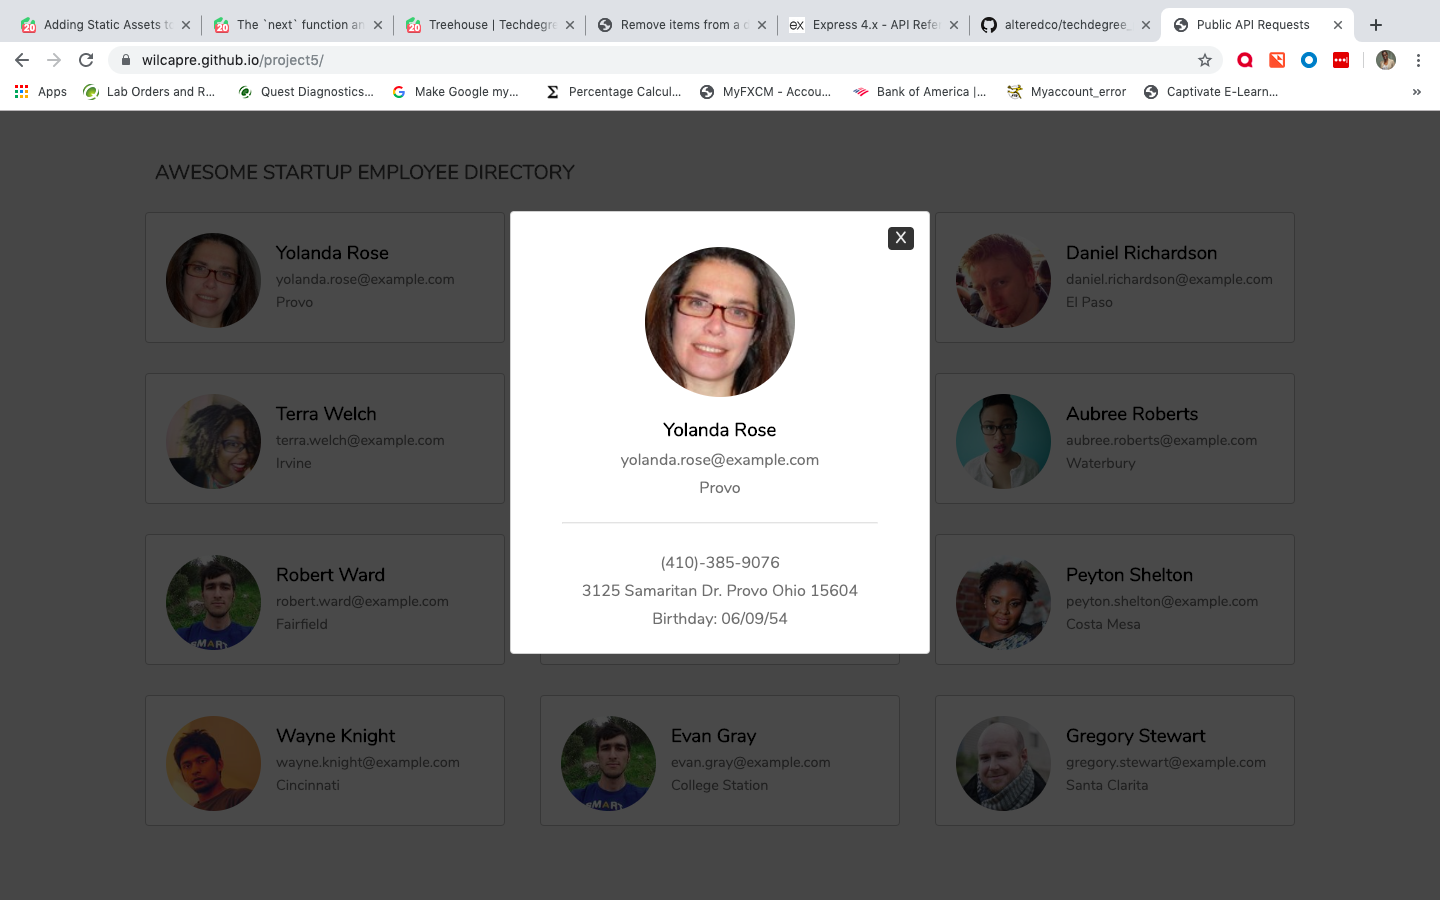 Adding Static Assets to
The `next` function an
Treehouse | Techdegre
Remove items from a d
Express 4.x - API Refer
alteredco/techdegree_
Public API Requests
wilcapre.github.io/project5/
Apps
Lab Orders and R...
Quest Diagnostics...
Make Google my...
Percentage Calcul...
MyFXCM - Accou...
Bank of America |...
Myaccount_error
Captivate E-Learn...
»
AWESOME STARTUP EMPLOYEE DIRECTORY
Yolanda Rose
yolanda.rose@example.com
Provo
X
Yolanda Rose
yolanda.rose@example.com
Provo
(410)-385-9076
3125 Samaritan Dr. Provo Ohio 15604
Birthday: 06/09/54
Daniel Richardson
daniel.richardson@example.com
El Paso
Terra Welch
terra.welch@example.com
Irvine
Aubree Roberts
aubree.roberts@example.com
Waterbury
Robert Ward
robert.ward@example.com
Fairfield
Peyton Shelton
peyton.shelton@example.com
Costa Mesa
Wayne Knight
wayne.knight@example.com
Cincinnati
Evan Gray
evan.gray@example.com
College Station
Gregory Stewart
gregory.stewart@example.com
Santa Clarita